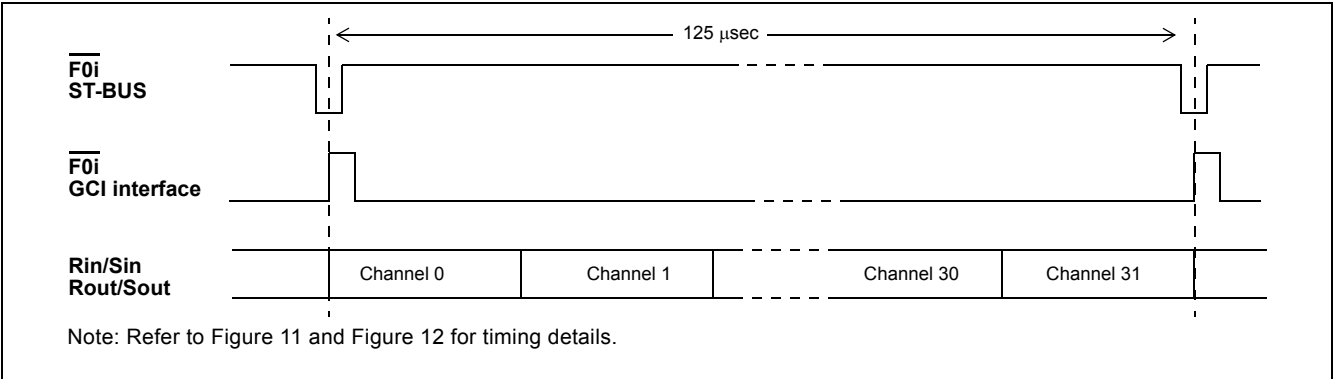 125 μsec
F0i
ST-BUS
F0i
GCI interface
Rin/Sin
Rout/Sout
Channel 0
Channel 1
Channel 30
Channel 31
Note: Refer to Figure 11 and Figure 12 for timing details.